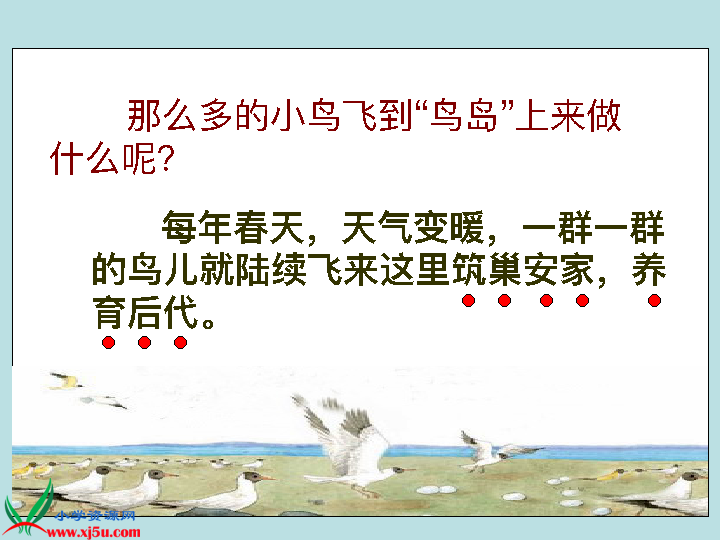 那么多的小鸟飞到“鸟岛”上来做
什么呢?
每年春天，天气变暖，一群一群
的鸟儿就陆续飞来这里筑巢安家，养
育后代。
小学资源网
www.xj5u.com